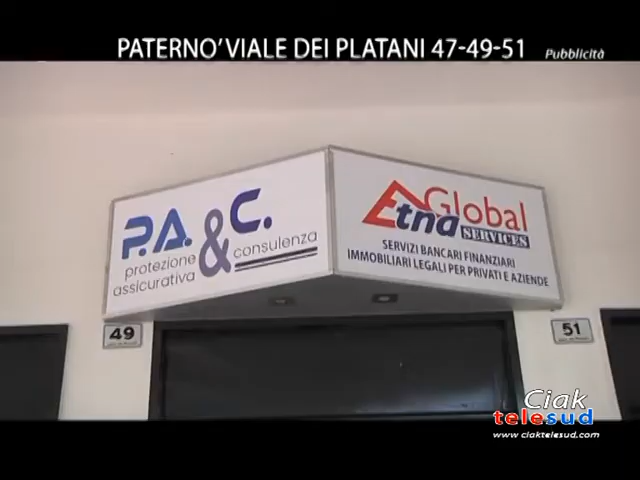 PATERNO' VIALE DEI PLATANI 47-49-51
Pubblicità
P.A. & C.
protezione
assicurativa
consulenza
Etna Global
SERVICES
SERVIZI BANCARI FINANZIARI
IMMOBILIARI LEGALI PER PRIVATI E AZIENDE
49
51
Ciak
telesud
www.ciaktelesud.com